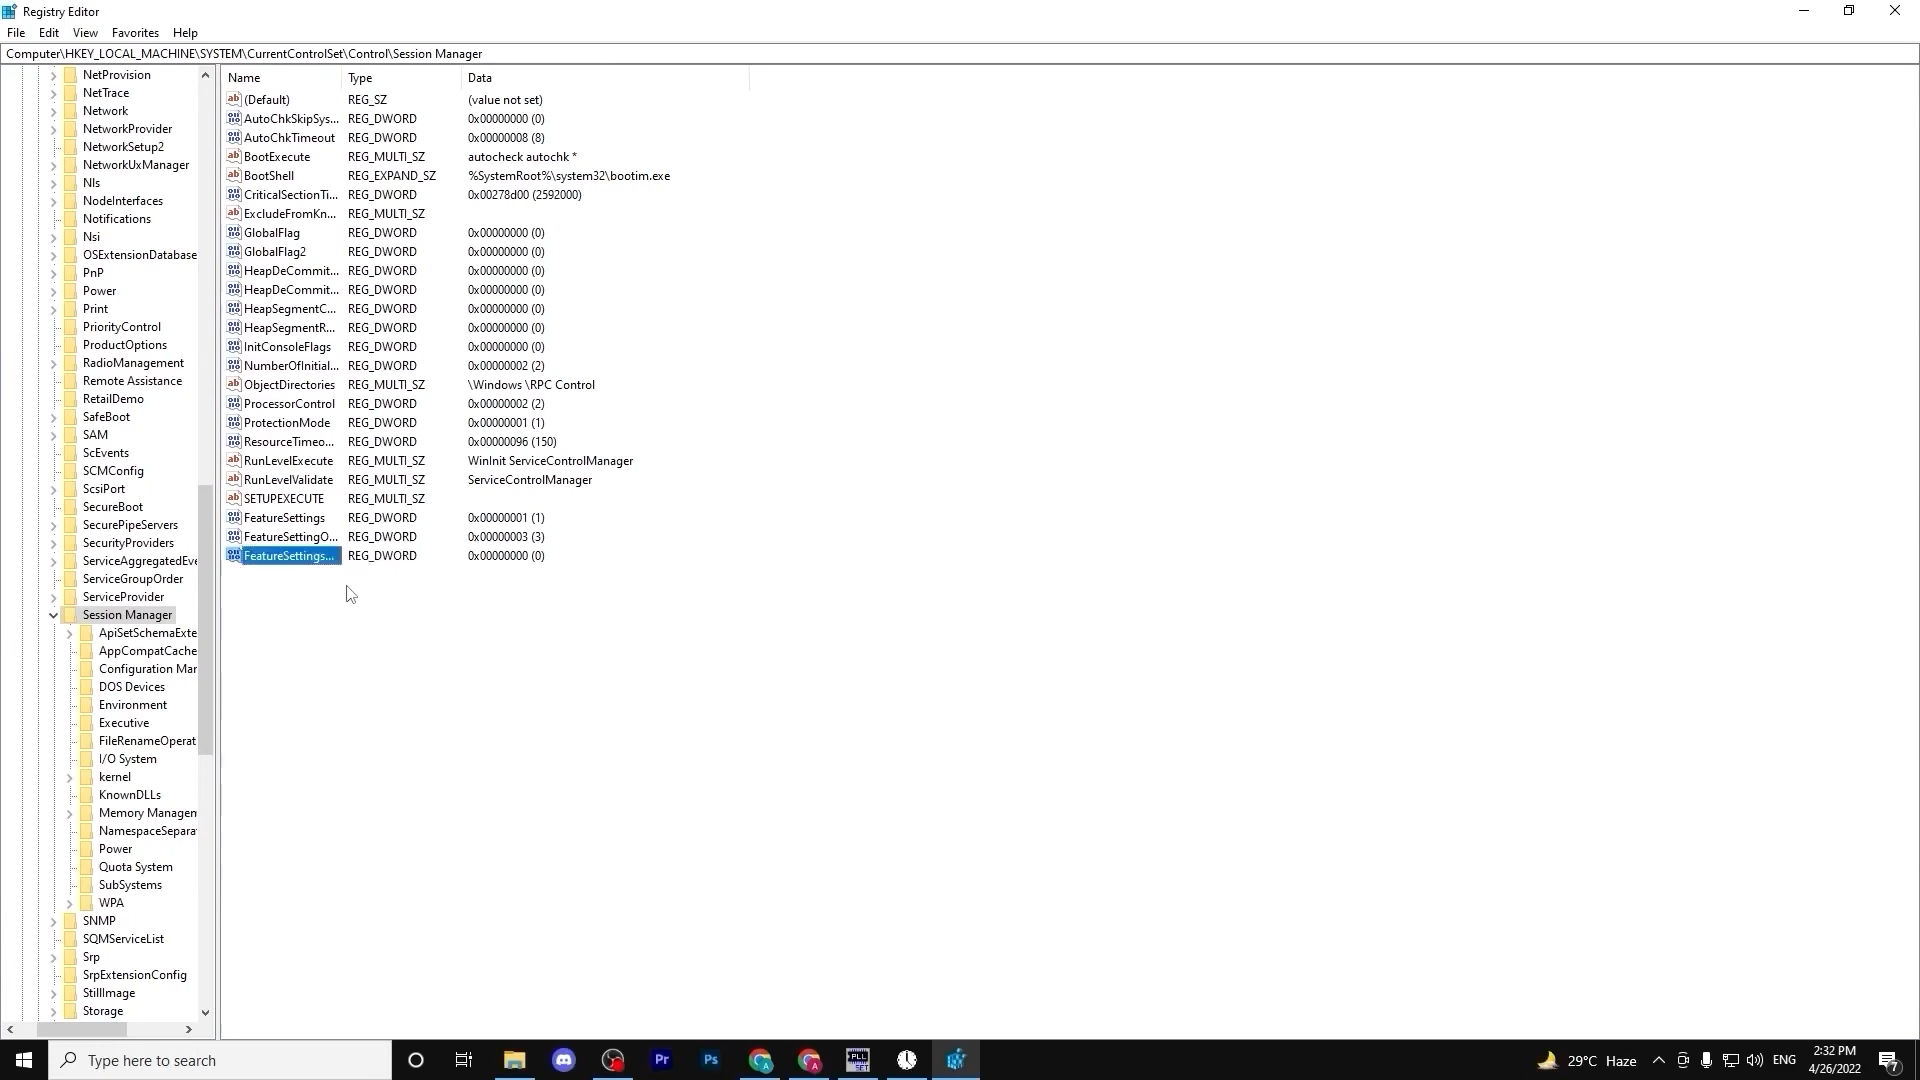 Registry Editor
File Edit View Favorites Help
Computer\HKEY_LOCAL_MACHINE\SYSTEM\CurrentControlSet\Control\Session Manager
NetProvision
NetTrace
Network
NetworkProvider
NetworkSetup2
NetworkUxManager
Nls
NodeInterfaces
Notifications
Nsi
OSExtensionDatabase
PnP
Power
Print
PriorityControl
ProductOptions
RadioManagement
Remote Assistance
RetailDemo
SafeBoot
SAM
ScEvents
SCMConfig
ScsiPort
SecureBoot
SecurePipeServers
SecurityProviders
ServiceAggregatedEve
ServiceGroupOrder
ServiceProvider
Session Manager
ApiSetSchemaExte
AppCompatCache
Configuration Mar
DOS Devices
Environment
Executive
FileRenameOperat
I/O System
kernel
KnownDLLs
Memory Managem
NamespaceSepara
Power
Quota System
SubSystems
WPA
SNMP
SQMServiceList
Srp
SrpExtensionConfig
StillImage
Storage
Name Type Data
(Default) REG_SZ (value not set)
AutoChkSkipSys... REG_DWORD 0x00000000 (0)
AutoChkTimeout REG_DWORD 0x00000008 (8)
BootExecute REG_MULTI_SZ autocheck autochk *
BootShell REG_EXPAND_SZ %SystemRoot%\system32\bootim.exe
CriticalSectionTi... REG_DWORD 0x00278d00 (2592000)
ExcludeFromKn... REG_MULTI_SZ
GlobalFlag REG_DWORD 0x00000000 (0)
GlobalFlag2 REG_DWORD 0x00000000 (0)
HeapDeCommit... REG_DWORD 0x00000000 (0)
HeapDeCommit... REG_DWORD 0x00000000 (0)
HeapSegmentC... REG_DWORD 0x00000000 (0)
HeapSegmentR... REG_DWORD 0x00000000 (0)
InitConsoleFlags REG_DWORD 0x00000000 (0)
NumberOfInitial... REG_DWORD 0x00000002 (2)
ObjectDirectories REG_MULTI_SZ \Windows \RPC Control
ProcessorControl REG_DWORD 0x00000002 (2)
ProtectionMode REG_DWORD 0x00000001 (1)
ResourceTimeo... REG_DWORD 0x00000096 (150)
RunLevelExecute REG_MULTI_SZ WinInit ServiceControlManager
RunLevelValidate REG_MULTI_SZ ServiceControlManager
SETUPEXECUTE REG_MULTI_SZ
FeatureSettings REG_DWORD 0x00000001 (1)
FeatureSettingO... REG_DWORD 0x00000003 (3)
FeatureSettings... REG_DWORD 0x00000000 (0)
Type here to search
Pr
Ps
A
A
PLL
SET
29°C Haze
ENG
2:32 PM
4/26/2022
7